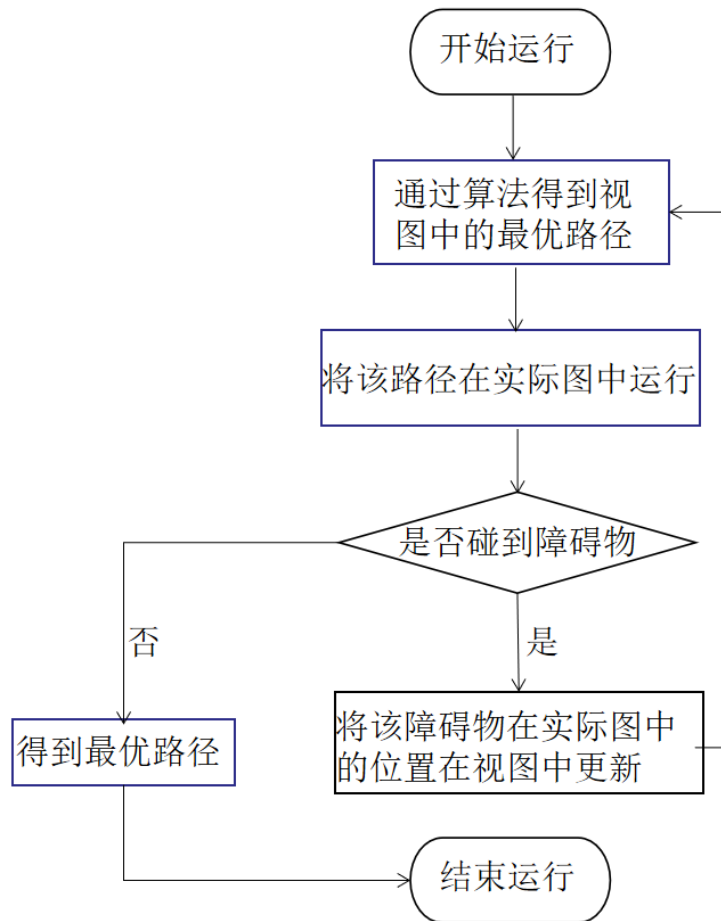 开始运行
通过算法得到视
图中的最优路径
将该路径在实际图中运行
是否碰到障碍物
否
是
得到最优路径
将该障碍物在实际图中
的位置在视图中更新
结束运行